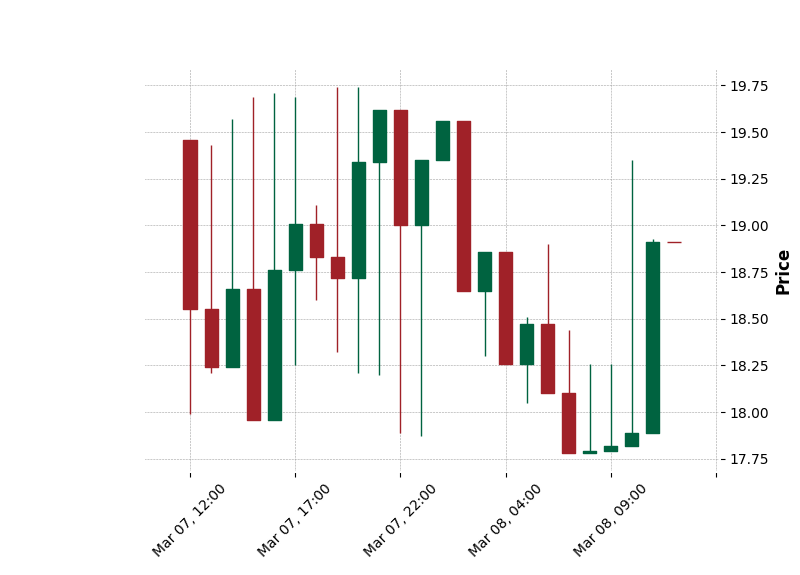 19.75
19.50
19.25
19.00
18.75
18.50
18.25
18.00
17.75
Price
Mar 07, 12:00
Mar 07, 17:00
Mar 07, 22:00
Mar 08, 04:00
Mar 08, 09:00